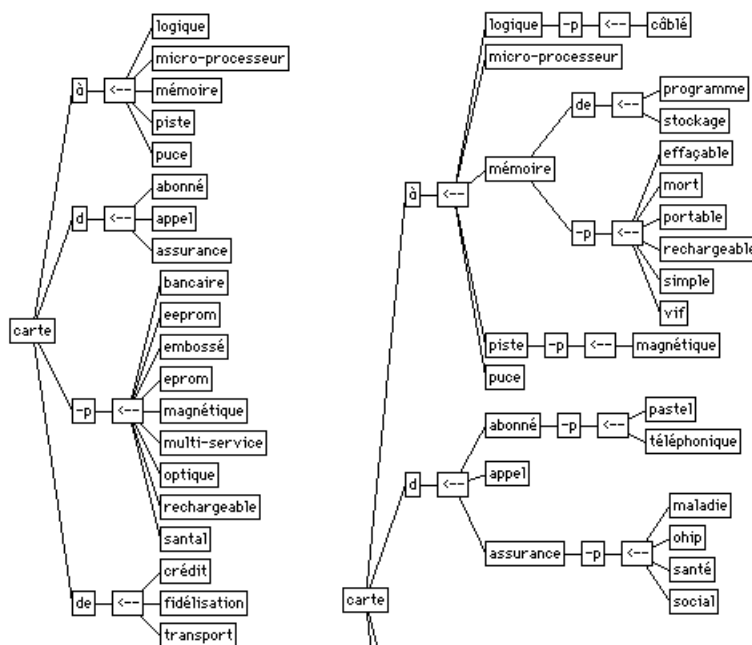 logique
micro-processeur
à <-- mémoire
piste
puce
abonné
d <-- appel
assurance
bancaire
eeprom
embossé
carte
eprom
-p <-- magnétique
multi-service
optique
rechargeable
santal
crédit
de <-- fidélisation
transport
logique -p <-- câblé
micro-processeur
programme
de <--
stockage
effaçable
mémoire
mort
à <--
portable
-p <--
rechargeable
simple
vif
piste -p <-- magnétique
puce
pastel
abonné -p <--
téléphonique
appel
d <--
maladie
ohip
assurance -p <--
santé
carte
social